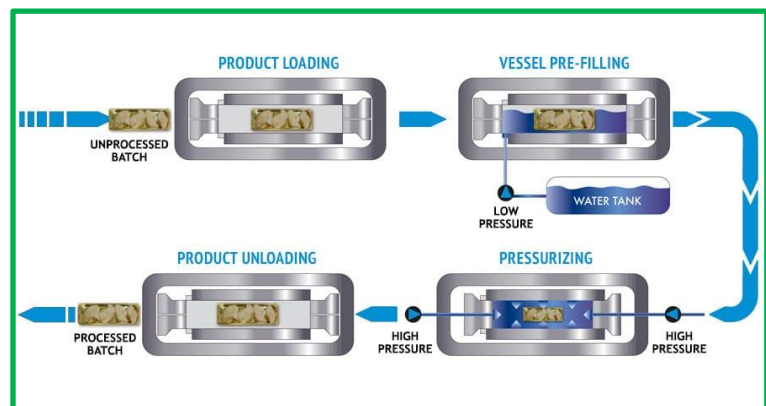 PRODUCT LOADING
VESSEL PRE-FILLING
UNPROCESSED
BATCH
LOW
PRESSURE
WATER TANK
PRODUCT UNLOADING
PRESSURIZING
PROCESSED
BATCH
HIGH
PRESSURE
HIGH
PRESSURE